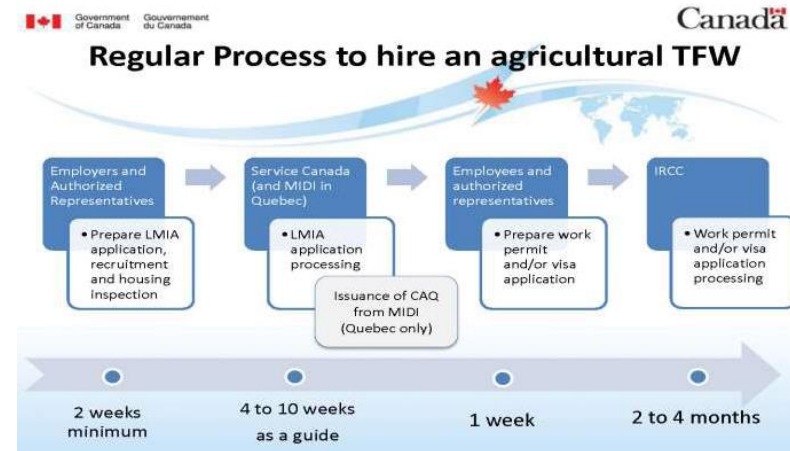 Government
of Canada
Gouvernement
du Canada
Canada
Regular Process to hire an agricultural TFW
Employers and
Authorized
Representatives
• Prepare LMIA
application,
recruitment
and housing
inspection
Service Canada
(and MIDI in
Quebec)
• LMIA
application
processing
Issuance of CAQ
from MIDI
(Quebec only)
Employees and
authorized
representatives
• Prepare work
permit
and/or visa
application
IRCC
• Work permit
and/or visa
application
processing
2 weeks
minimum
4 to 10 weeks
as a guide
1 week
2 to 4 months